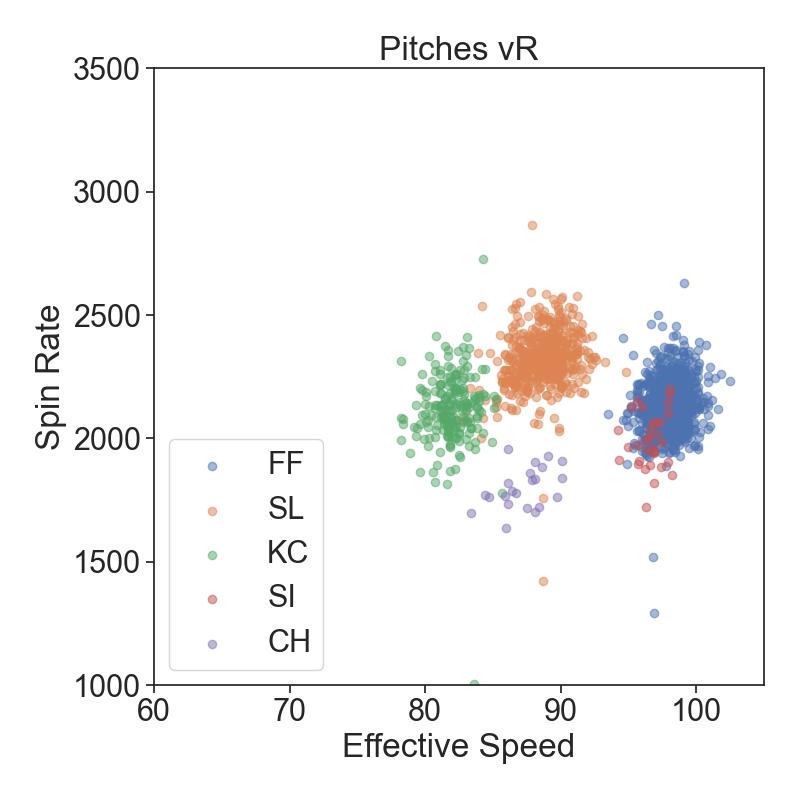 Pitches vR
3500
3000
2500
2000
1500
1000
Spin Rate
FF
SL
KC
SI
CH
60 70 80 90 100
Effective Speed